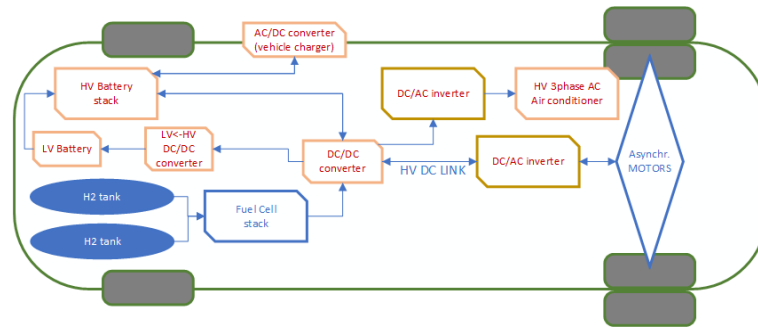 AC/DC converter
(vehicle charger)
HV Battery
stack
DC/AC inverter
HV 3phase AC
Air conditioner
LV Battery
LV<-HV
DC/DC
converter
DC/DC
converter
HV DC LINK
DC/AC inverter
Asynchr.
MOTORS
H2 tank
Fuel Cell
stack
H2 tank